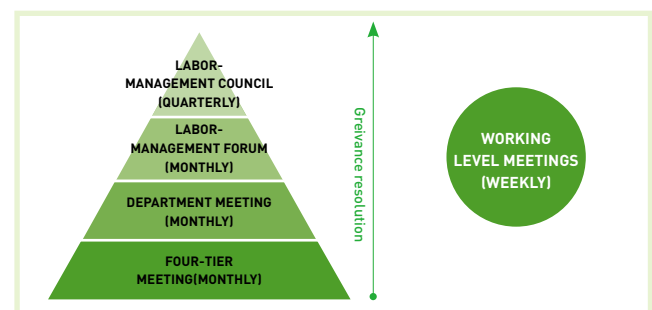 LABOR-
MANAGEMENT COUNCIL
(QUARTERLY)
LABOR-
MANAGEMENT FORUM
(MONTHLY)
DEPARTMENT MEETING
(MONTHLY)
FOUR-TIER
MEETING(MONTHLY)
Greivance resolution
WORKING
LEVEL MEETINGS
(WEEKLY)